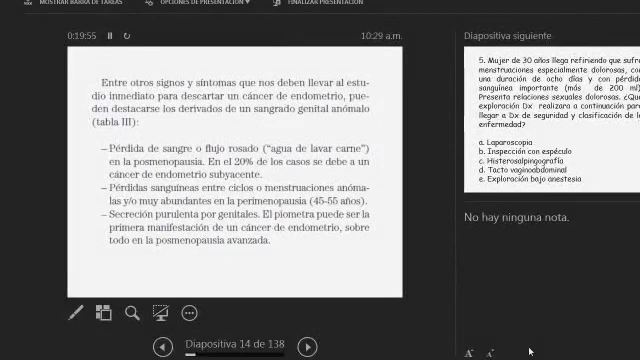 MOSTRAR BARRA DE TAREAS
OPCIONES DE PRESENTACIÓN ▾
FINALIZAR PRESENTACIÓN
0:19:55
10:29 a.m.
Entre otros signos y síntomas que nos deben llevar al estu-
dio inmediato para descartar un cáncer de endometrio, pue-
den destacarse los derivados de un sangrado genital anómalo
(tabla III):
– Pérdida de sangre o flujo rosado (“agua de lavar carne”)
en la posmenopausia. En el 20% de los casos se debe a un
cáncer de endometrio subyacente.
– Pérdidas sanguíneas entre ciclos o menstruaciones anóma-
las y/o muy abundantes en la perimenopausia (45-55 años).
– Secreción purulenta por genitales. El piometra puede ser la
primera manifestación de un cáncer de endometrio, sobre
todo en la posmenopausia avanzada.
Diapositiva 14 de 138
Diapositiva siguiente
5. Mujer de 30 años llega refiriendo que sufre
menstruaciones especialmente dolorosas, co
una duración de ocho días y con pérdid
sanguínea importante (más de 200 ml)
Presenta relaciones sexuales dolorosas. ¿Qu
exploración Dx realizara a continuación par
llegar a Dx de seguridad y clasificación de l
enfermedad?
a. Laparoscopia
b. Inspección con espéculo
c. Histerosalpingografía
d. Tacto vaginoabdominal
e. Exploración bajo anestesia
No hay ninguna nota.
A A